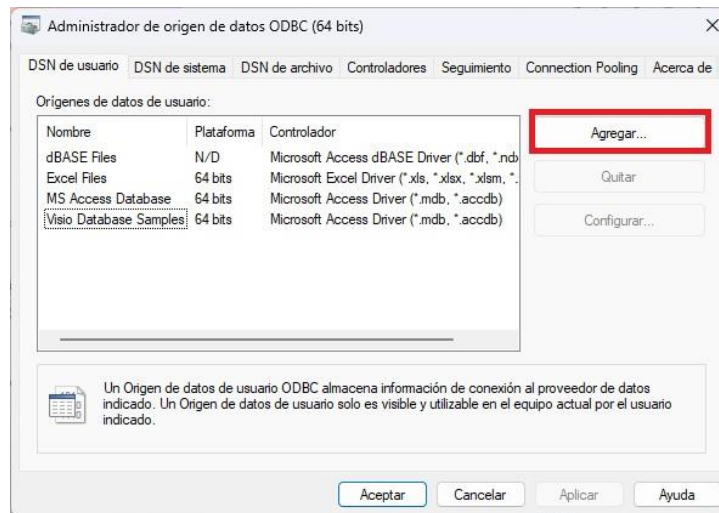 Administrador de origen de datos ODBC (64 bits)
DSN de usuario DSN de sistema DSN de archivo Controladores Seguimiento Connection Pooling Acerca de
Orígenes de datos de usuario:
Nombre Plataforma Controlador
dBASE Files N/D Microsoft Access dBASE Driver (*.dbf, *.ndx
Excel Files 64 bits Microsoft Excel Driver (*.xls, *.xlsx, *.xlsm, *.
MS Access Database 64 bits Microsoft Access Driver (*.mdb, *.accdb)
Visio Database Samples 64 bits Microsoft Access Driver (*.mdb, *.accdb)
Agregar...
Quitar
Configurar...
Un Origen de datos de usuario ODBC almacena información de conexión al proveedor de datos
indicado. Un Origen de datos de usuario solo es visible y utilizable en el equipo actual por el usuario
indicado.
Aceptar Cancelar Aplicar Ayuda